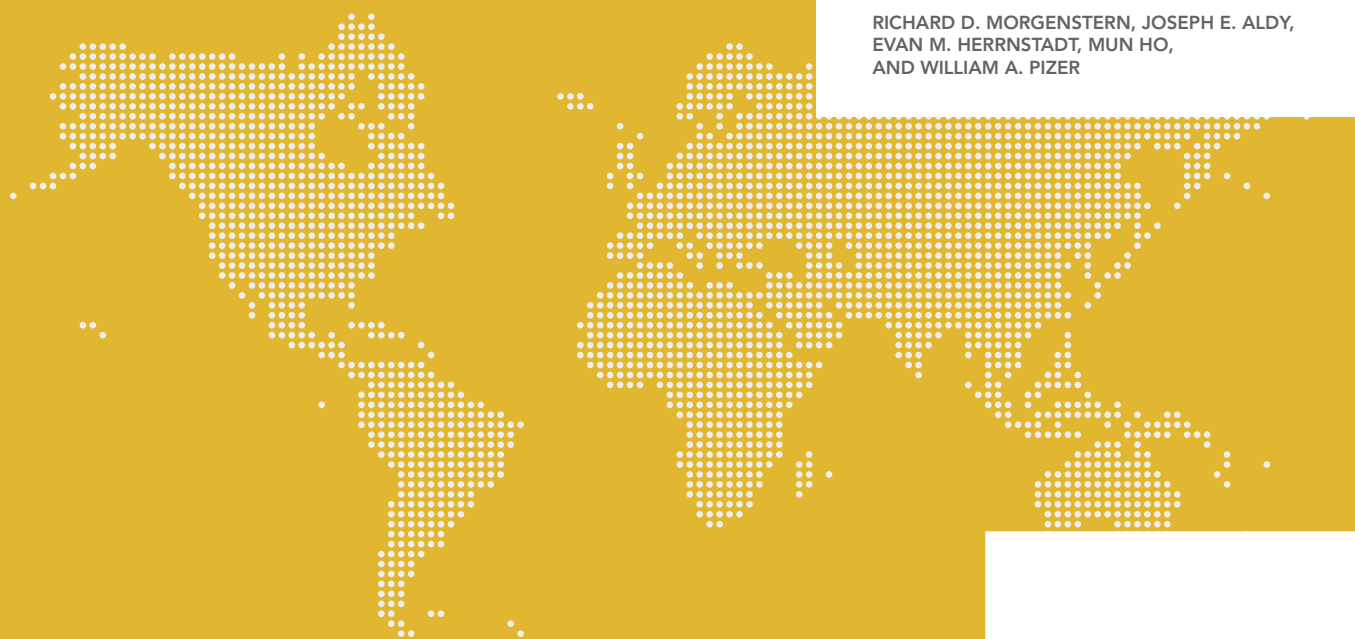 RICHARD D. MORGENSTERN, JOSEPH E. ALDY,
EVAN M. HERRNSTADT, MUN HO,
AND WILLIAM A. PIZER